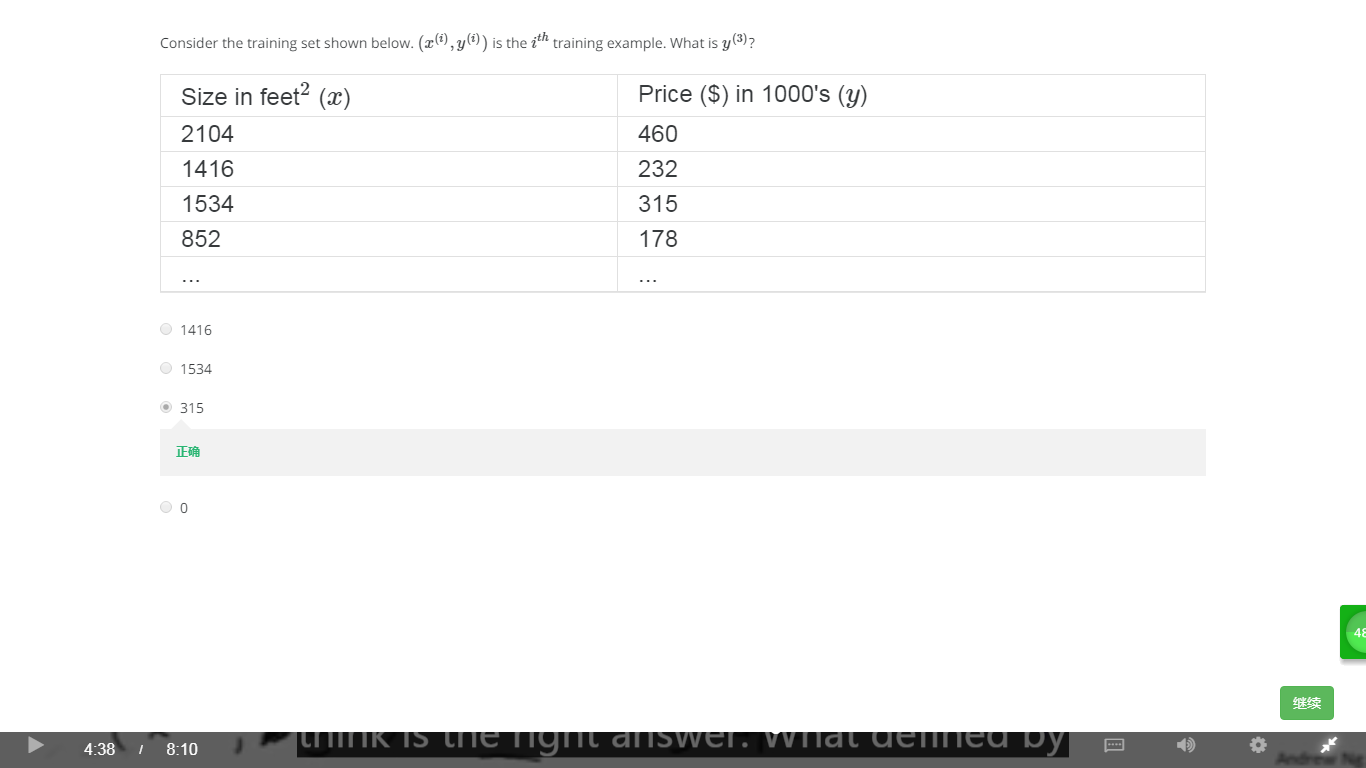 Consider the training set shown below. (x^(i), y^(i)) is the i^th training example. What is y^(3)?
Size in feet² (x) Price ($) in 1000's (y)
2104 460
1416 232
1534 315
852 178
... ...
1416
1534
315
正确
0
48
继续
think is the right answer. What defined by
4:38 / 8:10
Andrew Ng